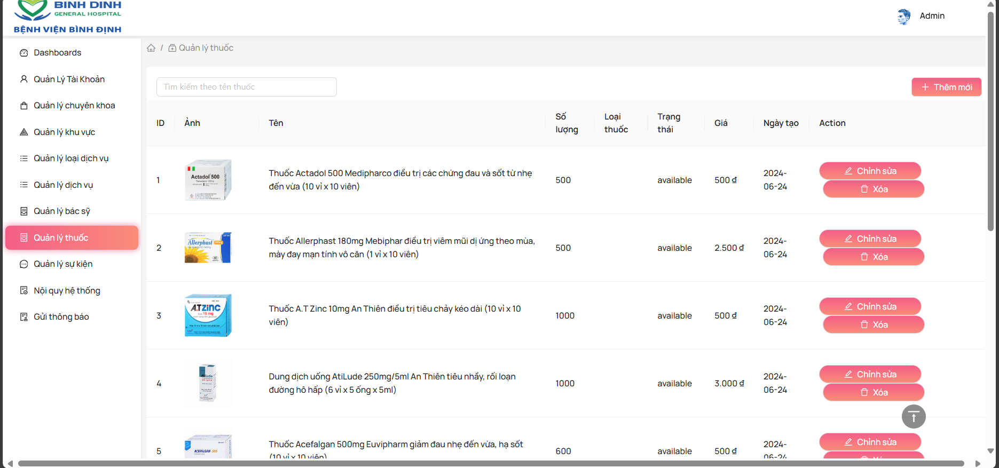 BINH DINH
GENERAL HOSPITAL
BỆNH VIỆN BÌNH ĐỊNH
Admin
Dashboards
Quản Lý Tài Khoản
Quản lý chuyên khoa
Quản lý khu vực
Quản lý loại dịch vụ
Quản lý dịch vụ
Quản lý bác sỹ
Quản lý thuốc
Quản lý sự kiện
Nội quy hệ thống
Gửi thông báo
/ Quản lý thuốc
Tìm kiếm theo tên thuốc
Thêm mới
ID
Ảnh
Tên
Số
lượng
Loại
thuốc
Trạng
thái
Giá
Ngày tạo
Action
1
Actadol 500
Thuốc Actadol 500 Medipharco điều trị các chứng đau và sốt từ nhẹ
đến vừa (10 vỉ x 10 viên)
500
available
500 ₫
2024-
06-24
Chỉnh sửa
Xóa
2
Allerphast
Thuốc Allerphast 180mg Mebiphar điều trị viêm mũi dị ứng theo mùa,
mày đay mạn tính vô căn (1 vỉ x 10 viên)
500
available
2.500 ₫
2024-
06-24
Chỉnh sửa
Xóa
3
A.T ZINC
10 mg
Thuốc A.T Zinc 10mg An Thiên điều trị tiêu chảy kéo dài (10 vỉ x 10
viên)
1000
available
500 ₫
2024-
06-24
Chỉnh sửa
Xóa
4
AtiLude
Dung dịch uống AtiLude 250mg/5ml An Thiên tiêu nhầy, rối loạn
đường hô hấp (6 vỉ x 5 ống x 5ml)
1000
available
3.000 ₫
2024-
06-24
Chỉnh sửa
Xóa
5
ACEFALGAN 500
Thuốc Acefalgan 500mg Euvipharm giảm đau nhẹ đến vừa, hạ sốt
(10 vỉ x 10 viên)
600
available
500 ₫
2024-
06-24
Chỉnh sửa
Xóa